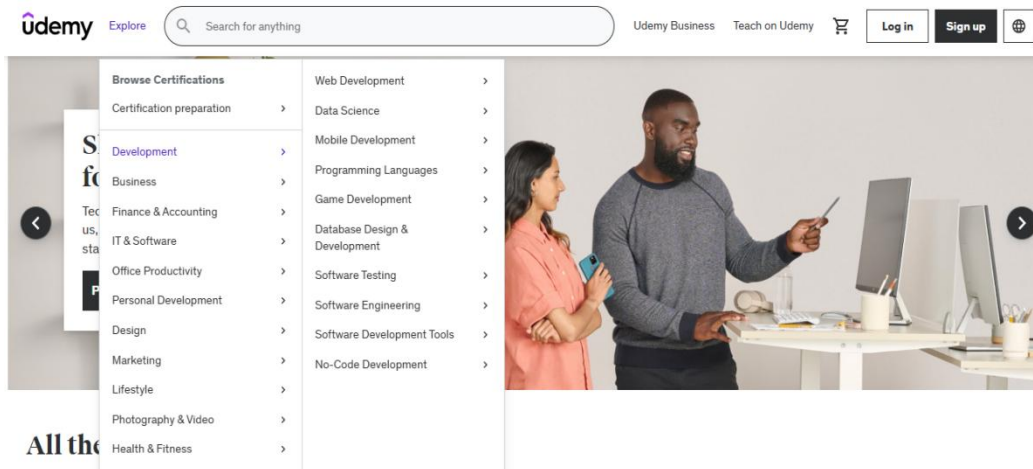 ûdemy Explore Search for anything Udemy Business Teach on Udemy Log in Sign up
Browse Certifications
Certification preparation
Development
Business
Finance & Accounting
IT & Software
Office Productivity
Personal Development
Design
Marketing
Lifestyle
Photography & Video
Health & Fitness
Web Development
Data Science
Mobile Development
Programming Languages
Game Development
Database Design &
Development
Software Testing
Software Engineering
Software Development Tools
No-Code Development
us,
All the